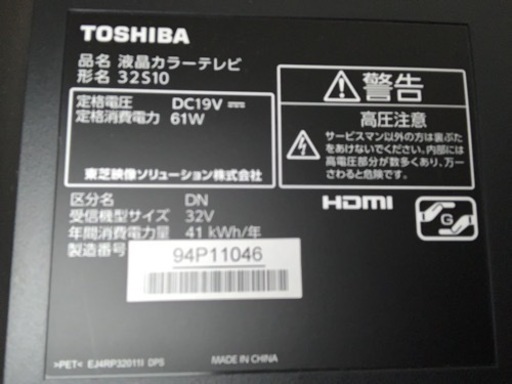 TOSHIBA
品名 液晶カラーテレビ
形名 32S10
定格電圧 DC19V ⎓
定格消費電力 61W
東芝映像ソリューション株式会社
警告
高圧注意
サービスマン以外の方は裏ぶた
をあけないでください。内部には
高電圧部分が数多くあり、万一
さわると危険です。
区分名 DN
受信機型サイズ 32V
年間消費電力量 41 kWh/年
製造番号
94P11046
HDMI
G
>PET< EJ4RP32011I DPS
MADE IN CHINA